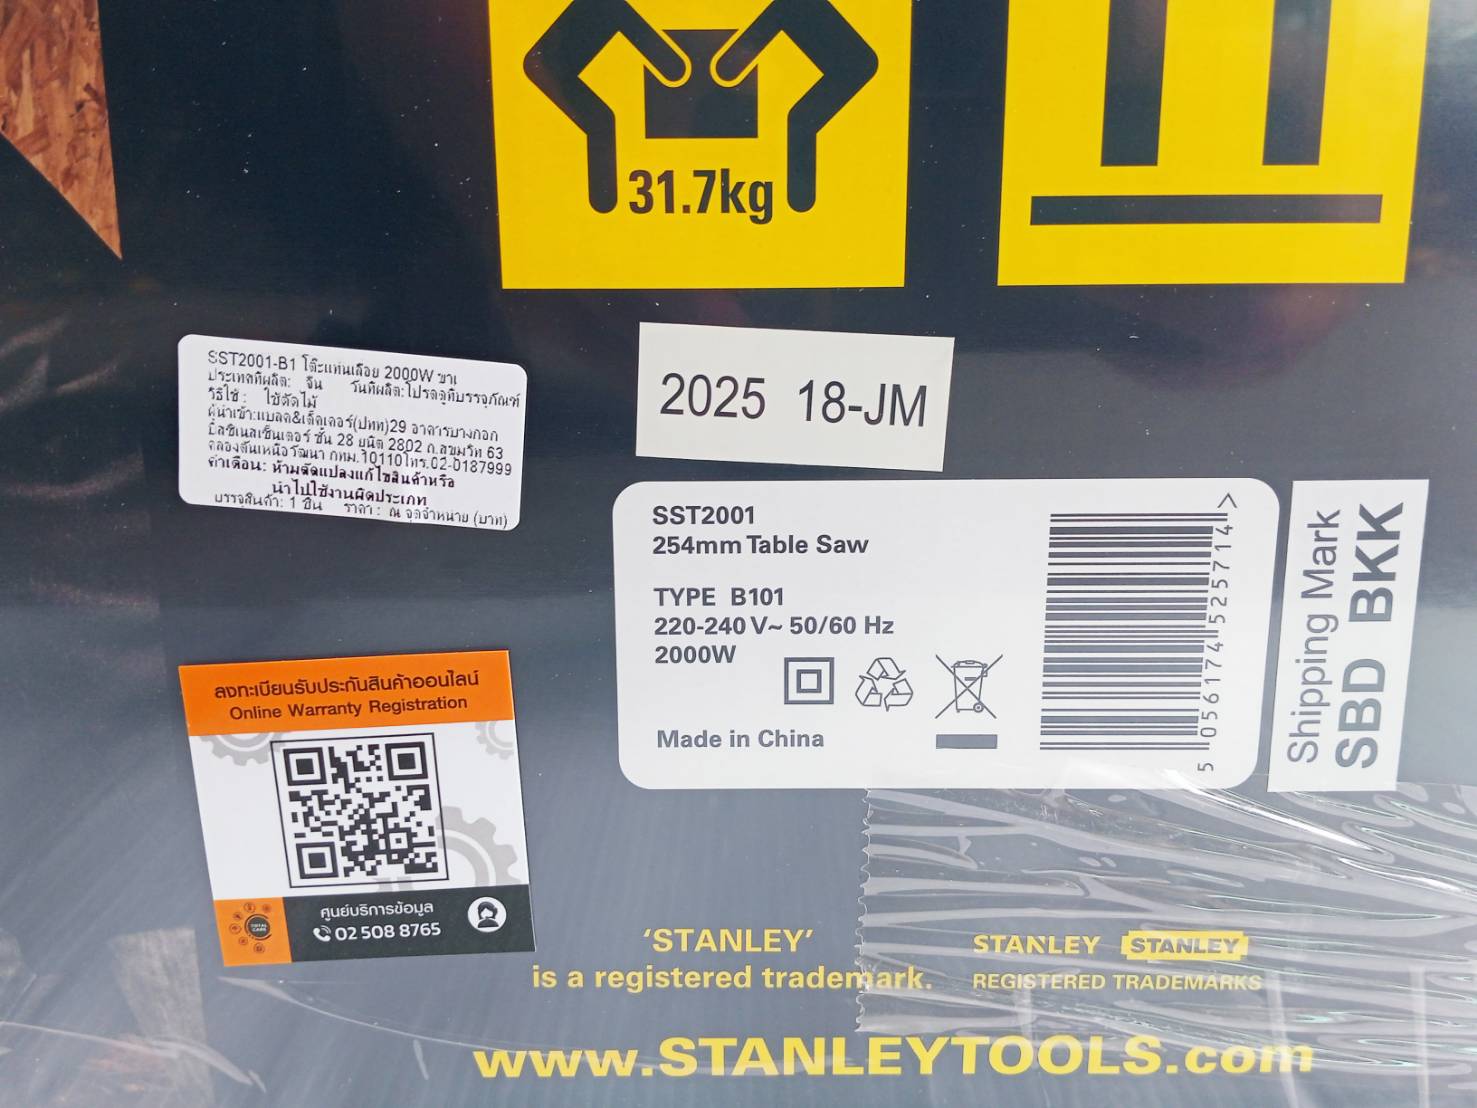 31.7kg
SST2001-B1 โต๊ะแท่นเลื่อย 2000W ขาเ
ประเทศที่ผลิต: จีน วันที่ผลิต:โปรดดูที่บรรจุภัณฑ์
วิธีใช้ : ใช้ตัดไม้
ผู้นำเข้า:แบลค&เด็คเกอร์(ปทท)29 อาคารบางกอก
บิสซิเนสเซ็นเตอร์ ชั้น 28 ยูนิต 2802 ถ.สุขุมวิท 63
คลองตันเหนือวัฒนา กทม.10110โทร.02-0187999
คำเตือน: ห้ามดัดแปลงแก้ไขสินค้าหรือ
นำไปใช้งานผิดประเภท
บรรจุสินค้า: 1 ชิ้น ราคา : ณ จุดจำหน่าย (บาท)
2025 18-JM
SST2001
254mm Table Saw
TYPE B101
220-240 V~ 50/60 Hz
2000W
Made in China
5 056174 525714 >
Shipping Mark
SBD BKK
ลงทะเบียนรับประกันสินค้าออนไลน์
Online Warranty Registration
TOTAL
CARE
ศูนย์บริการข้อมูล
02 508 8765
'STANLEY'
is a registered trademark.
STANLEY STANLEY
REGISTERED TRADEMARKS
www.STANLEYTOOLS.com